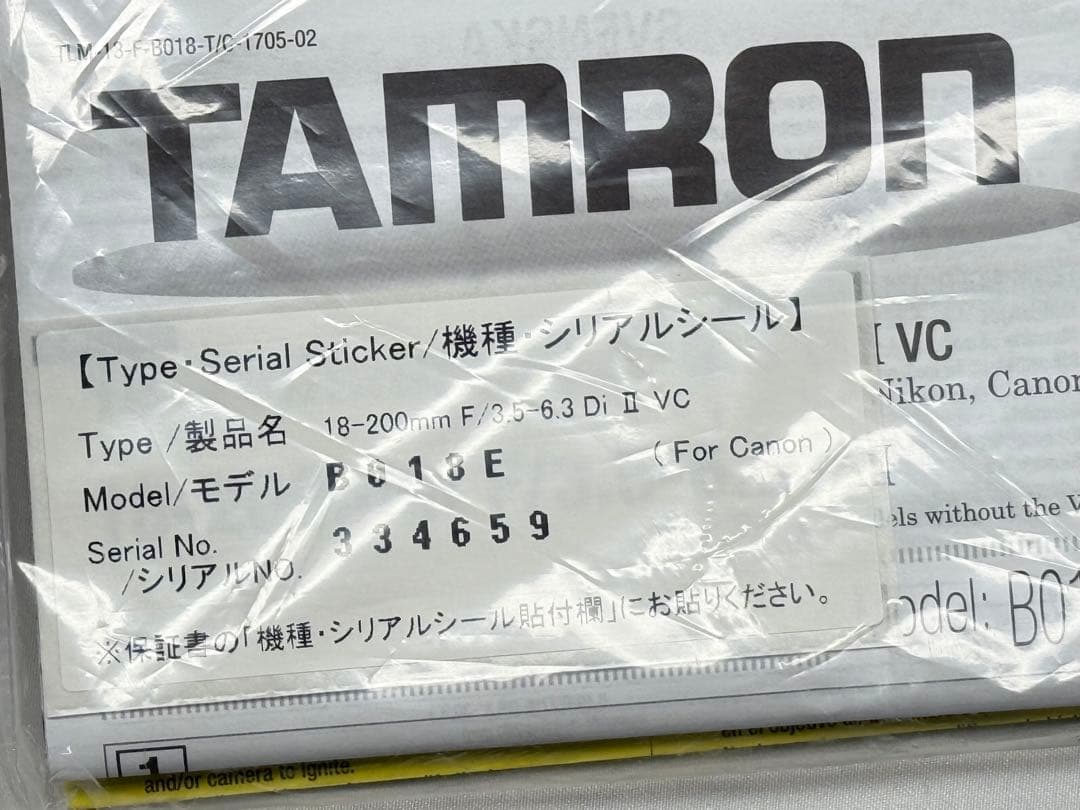 TLM-13-F-B018-T/C-1705-02
TAMRON
【Type・Serial Sticker/機種・シリアルシール】
Type /製品名 18-200mm F/3.5-6.3 Di Ⅱ VC
( For Canon )
Model/モデル B018E
Serial No. 334659
/シリアルNO.
※保証書の「機種・シリアルシール貼付欄」にお貼りください。
[ VC
Nikon, Canon
[
els without the V
odel: B01
1
and/or camera to ignite.